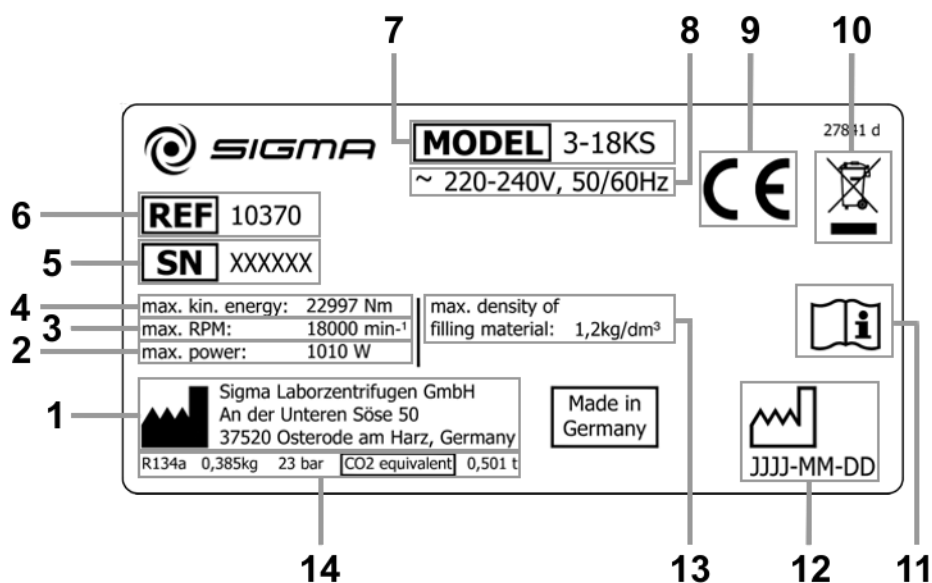 7 8 9 10
SIGMA
MODEL 3-18KS
27841 d
~ 220-240V, 50/60Hz
CE
6 REF 10370
5 SN XXXXXX
4 max. kin. energy: 22997 Nm
3 max. RPM: 18000 min-¹
2 max. power: 1010 W
max. density of
filling material: 1,2kg/dm³
1
Sigma Laborzentrifugen GmbH
An der Unteren Söse 50
37520 Osterode am Harz, Germany
R134a 0,385kg 23 bar CO2 equivalent 0,501 t
Made in
Germany
i
JJJJ-MM-DD
14 13 12 11